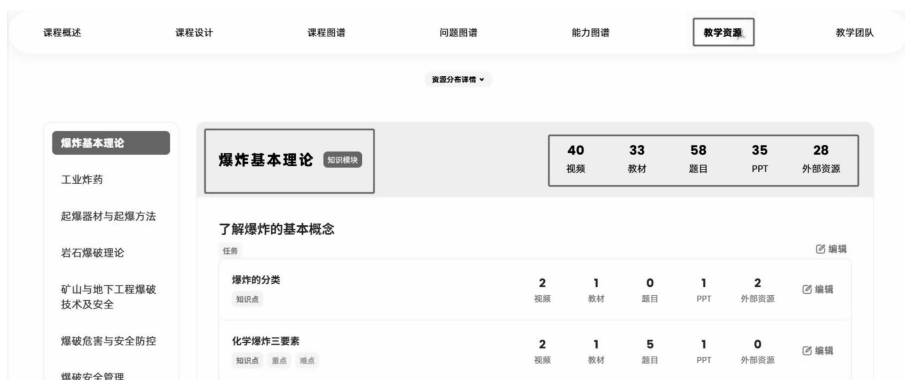 课程概述 课程设计 课程图谱 问题图谱 能力图谱 教学资源 教学团队
资源分布详情
爆炸基本理论
工业炸药
起爆器材与起爆方法
岩石爆破理论
矿山与地下工程爆破
技术及安全
爆破危害与安全防控
爆破安全管理
爆炸基本理论 知识模块
40 33 58 35 28
视频 教材 题目 PPT 外部资源
了解爆炸的基本概念
任务 编辑
爆炸的分类
知识点
2 1 0 1 2
视频 教材 题目 PPT 外部资源
编辑
化学爆炸三要素
知识点 重点 难点
2 1 5 1 0
视频 教材 题目 PPT 外部资源
编辑